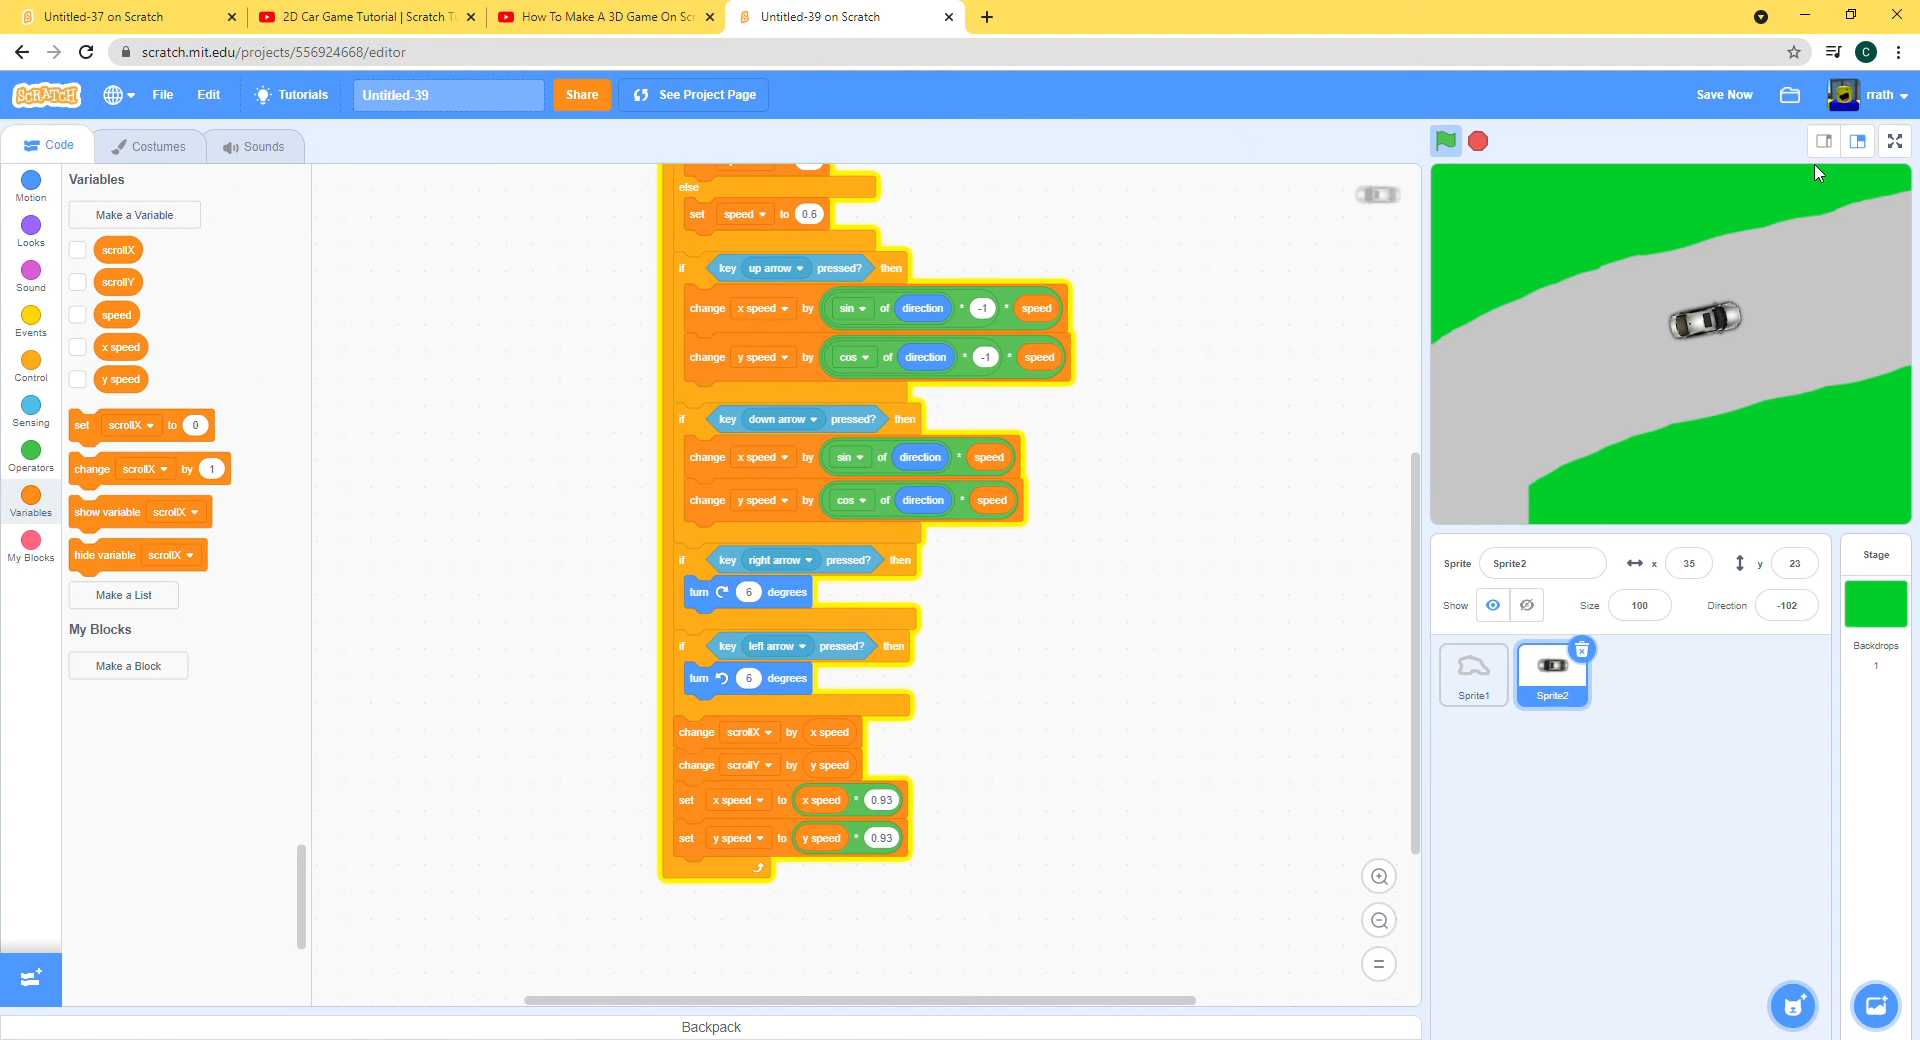 Untitled-37 on Scratch
2D Car Game Tutorial | Scratch Tu
How To Make A 3D Game On Scr
Untitled-39 on Scratch
scratch.mit.edu/projects/556924668/editor
C
SCRATCH
File
Edit
Tutorials
Untitled-39
Share
See Project Page
Save Now
rrath
Code
Costumes
Sounds
Motion
Looks
Sound
Events
Control
Sensing
Operators
Variables
My Blocks
Variables
Make a Variable
scrollX
scrollY
speed
x speed
y speed
set scrollX to 0
change scrollX by 1
show variable scrollX
hide variable scrollX
Make a List
My Blocks
Make a Block
else
set speed to 0.6
if key up arrow pressed? then
change x speed by sin of direction * -1 * speed
change y speed by cos of direction * -1 * speed
if key down arrow pressed? then
change x speed by sin of direction * speed
change y speed by cos of direction * speed
if key right arrow pressed? then
turn 6 degrees
if key left arrow pressed? then
turn 6 degrees
change scrollX by x speed
change scrollY by y speed
set x speed to x speed * 0.93
set y speed to y speed * 0.93
Backpack
Sprite Sprite2 x 35 y 23
Show Size 100 Direction -102
Sprite1
Sprite2
Stage
Backdrops
1